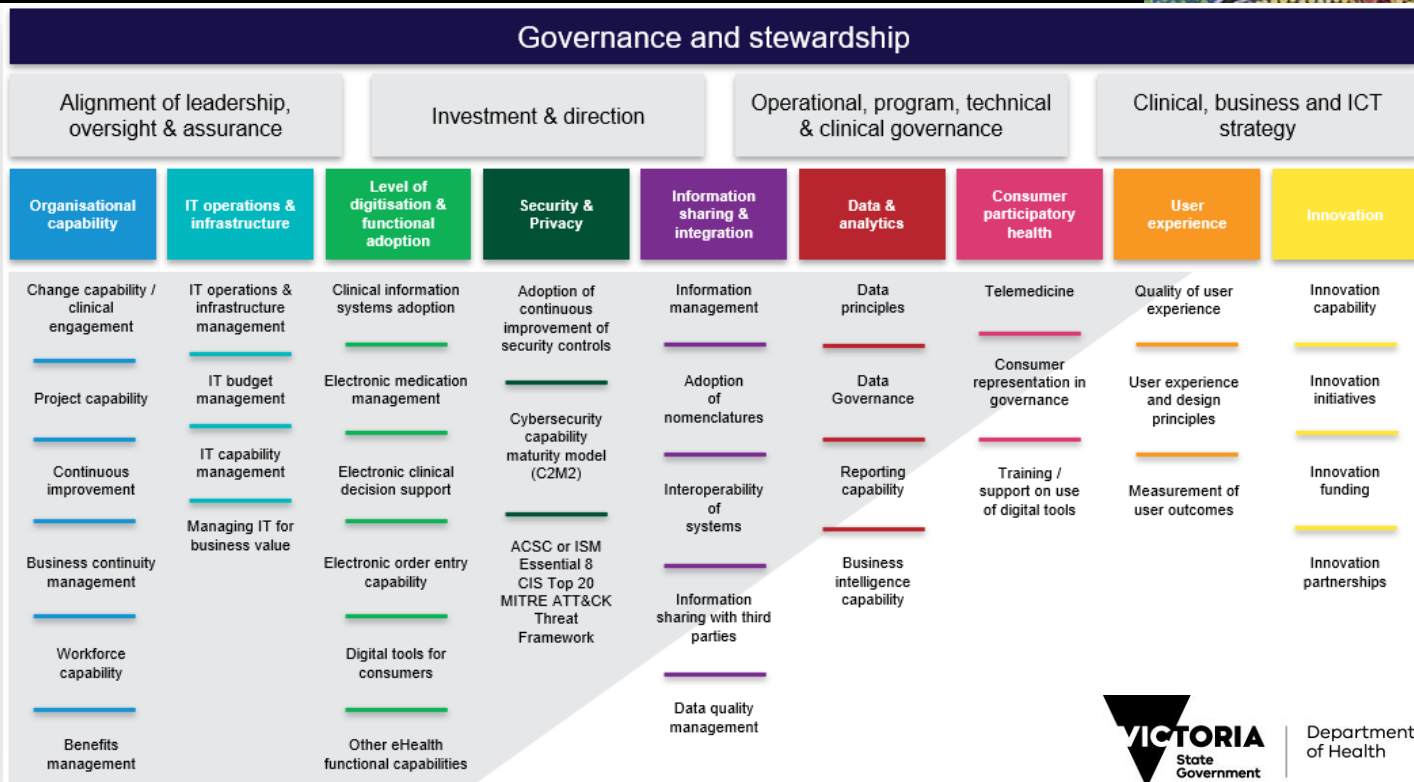 Governance and stewardship
Alignment of leadership,
oversight & assurance
Investment & direction
Operational, program, technical
& clinical governance
Clinical, business and ICT
strategy
Organisational
capability
IT operations &
infrastructure
Level of
digitisation &
functional
adoption
Security &
Privacy
Information
sharing &
integration
Data &
analytics
Consumer
participatory
health
User
experience
Innovation
Change capability /
clinical
engagement
Project capability
Continuous
improvement
Business continuity
management
Workforce
capability
Benefits
management
IT operations &
infrastructure
management
IT budget
management
IT capability
management
Managing IT for
business value
Clinical information
systems adoption
Electronic medication
management
Electronic clinical
decision support
Electronic order entry
capability
Digital tools for
consumers
Other eHealth
functional capabilities
Adoption of
continuous
improvement of
security controls
Cybersecurity
capability
maturity model
(C2M2)
ACSC or ISM
Essential 8
CIS Top 20
MITRE ATT&CK
Threat
Framework
Information
management
Adoption
of
nomenclatures
Interoperability
of
systems
Information
sharing with third
parties
Data quality
management
Data
principles
Data
Governance
Reporting
capability
Business
intelligence
capability
Telemedicine
Consumer
representation in
governance
Training /
support on use
of digital tools
Quality of user
experience
User experience
and design
principles
Measurement of
user outcomes
Innovation
capability
Innovation
initiatives
Innovation
funding
Innovation
partnerships
VICTORIA
State
Government
Department
of Health